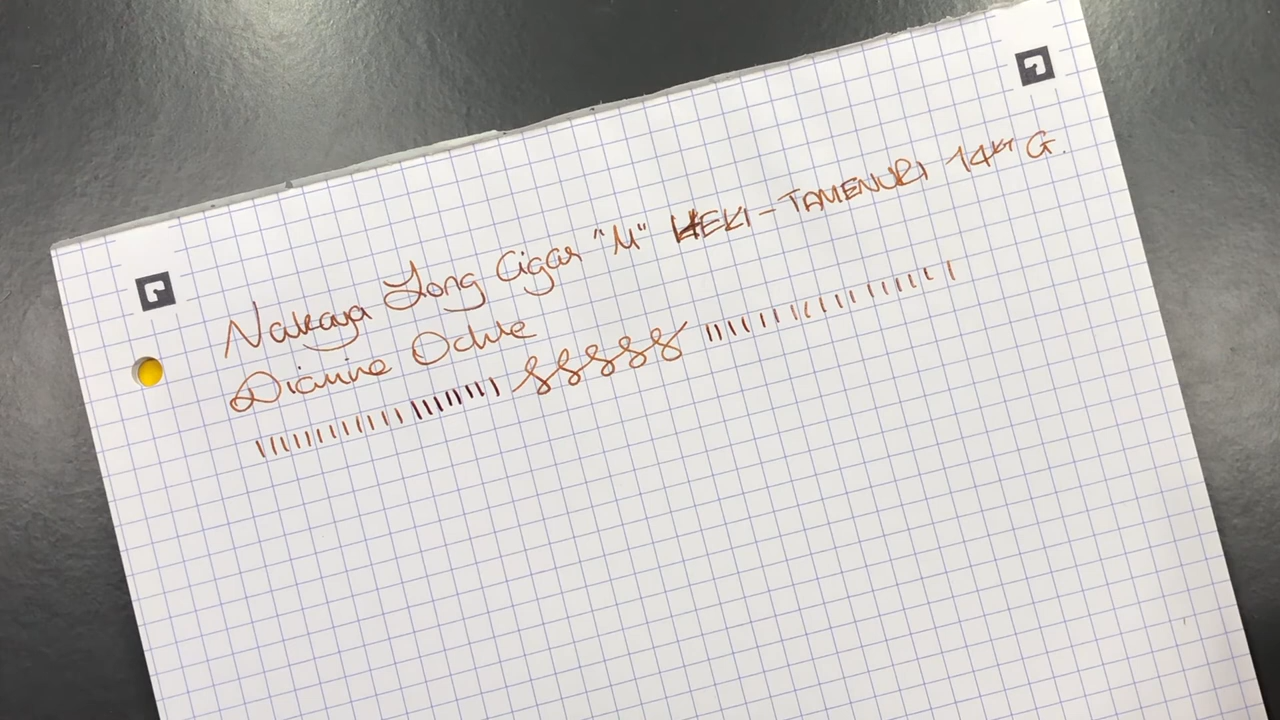 Nakaya Long Cigar "M" HEKI-TAMENURI 14KT G.
Diamine Ochre